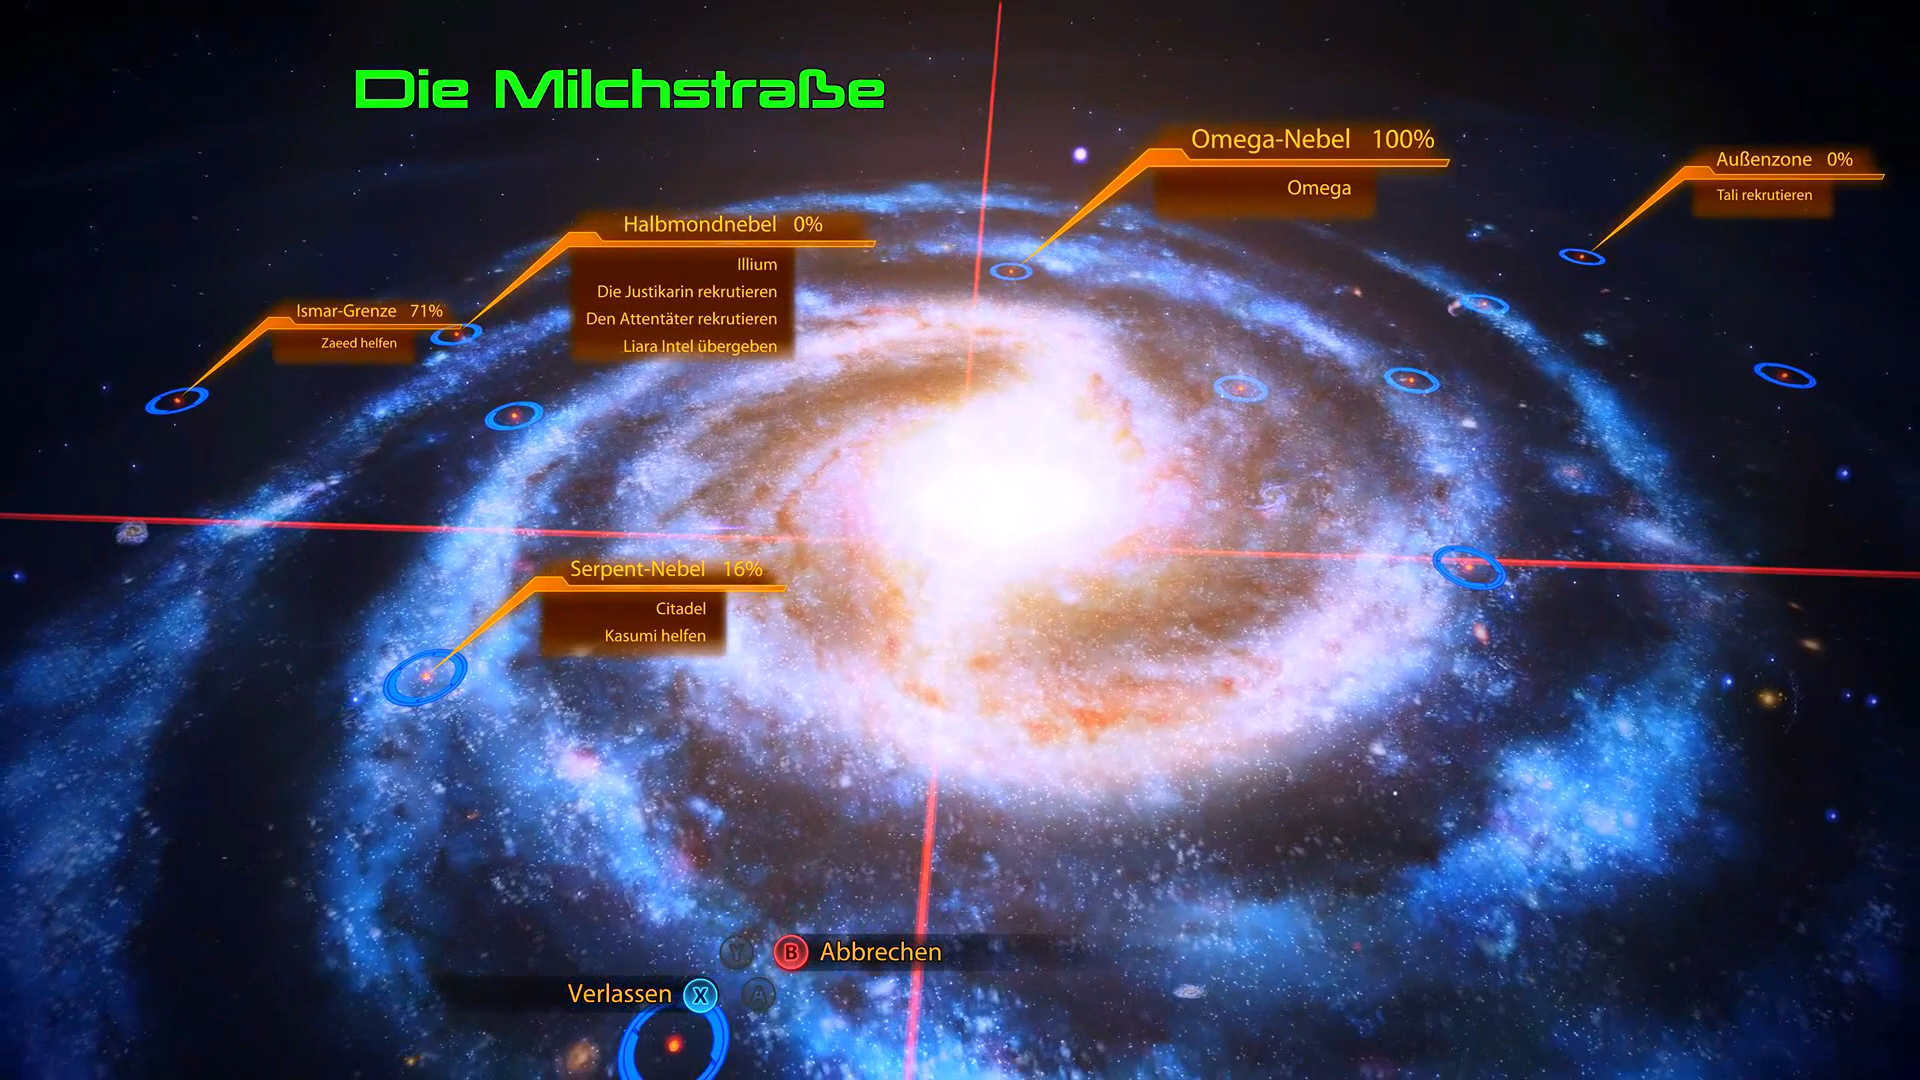 Die Milchstraße
Omega-Nebel 100%
Omega
Außenzone 0%
Tali rekrutieren
Halbmondnebel 0%
Illium
Die Justikarin rekrutieren
Den Attentäter rekrutieren
Liara Intel übergeben
Ismar-Grenze 71%
Zaeed helfen
Serpent-Nebel 16%
Citadel
Kasumi helfen
Y B Abbrechen
Verlassen X A